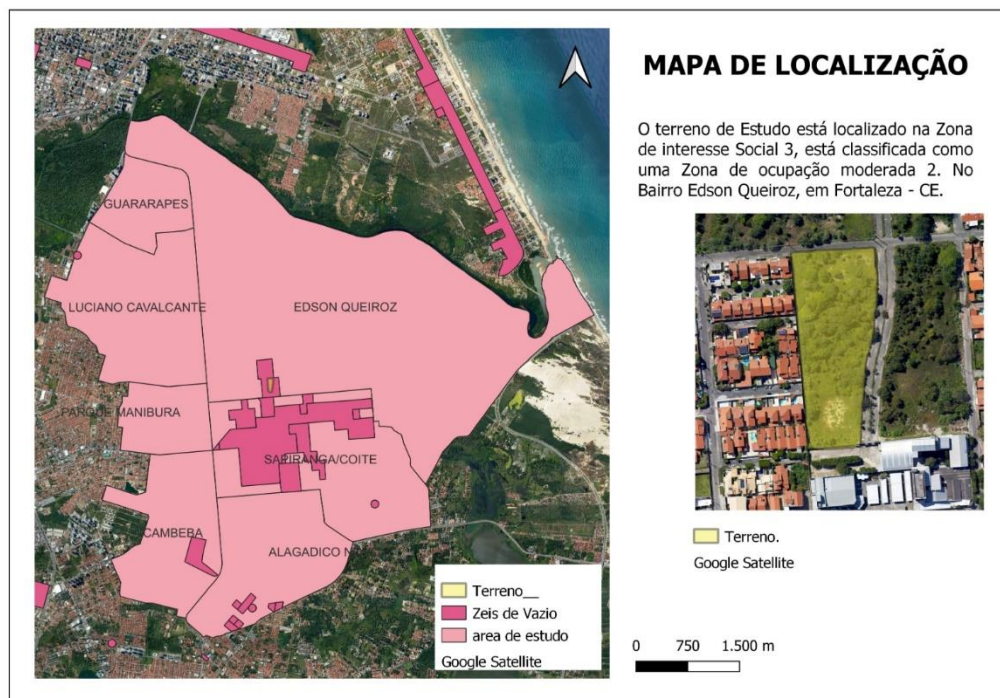 MAPA DE LOCALIZAÇÃO
O terreno de Estudo está localizado na Zona
de interesse Social 3, está classificada como
uma Zona de ocupação moderada 2. No
Bairro Edson Queiroz, em Fortaleza - CE.
GUARARAPES
LUCIANO CAVALCANTE
EDSON QUEIROZ
PARQUE MANIBURA
SAPIRANGA/COITE
CAMBEBA
ALAGADICO
Terreno__
Zeis de Vazio
area de estudo
Google Satellite
Terreno.
Google Satellite
0 750 1.500 m